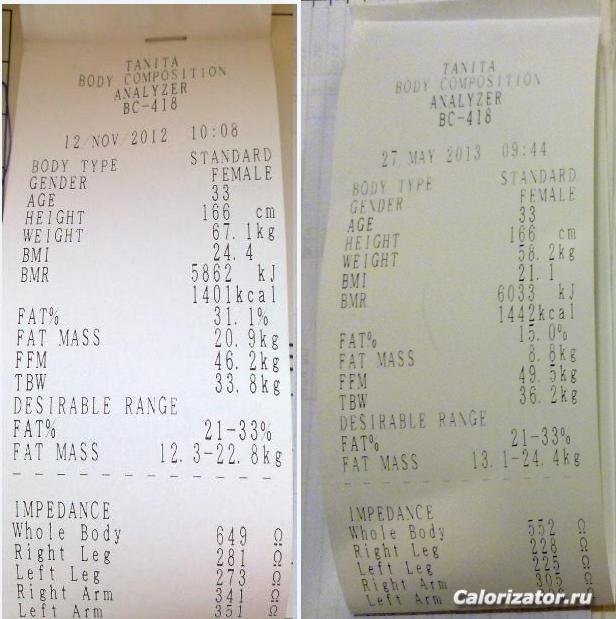 TANITA
BODY COMPOSITION
ANALYZER
BC-418
12/NOV/2012 10:08
BODY TYPE STANDARD
GENDER FEMALE
AGE 33
HEIGHT 166 cm
WEIGHT 67.1kg
BMI 24.4
BMR 5862 kJ
1401kcal
FAT% 31.1%
FAT MASS 20.9kg
FFM 46.2kg
TBW 33.8kg
DESIRABLE RANGE
FAT% 21-33%
FAT MASS 12.3-22.8kg
IMPEDANCE
Whole Body 649 Ω
Right Leg 281 Ω
Left Leg 273 Ω
Right Arm 341 Ω
Left Arm 351 Ω
TANITA
BODY COMPOSITION
ANALYZER
BC-418
27 MAY 2013 09:44
BODY TYPE STANDARD
GENDER FEMALE
AGE 33
HEIGHT 166 cm
WEIGHT 58.2kg
BMI 21.1
BMR 6033 kJ
1442kcal
FAT% 15.0%
FAT MASS 8.8kg
FFM 49.5kg
TBW 36.2kg
DESIRABLE RANGE
FAT% 21-33%
FAT MASS 13.1-24.4kg
IMPEDANCE
Whole Body 552 Ω
Right Leg 228 Ω
Left Leg 225 Ω
Right Arm 305 Ω
Left Arm
Calorizator.ru